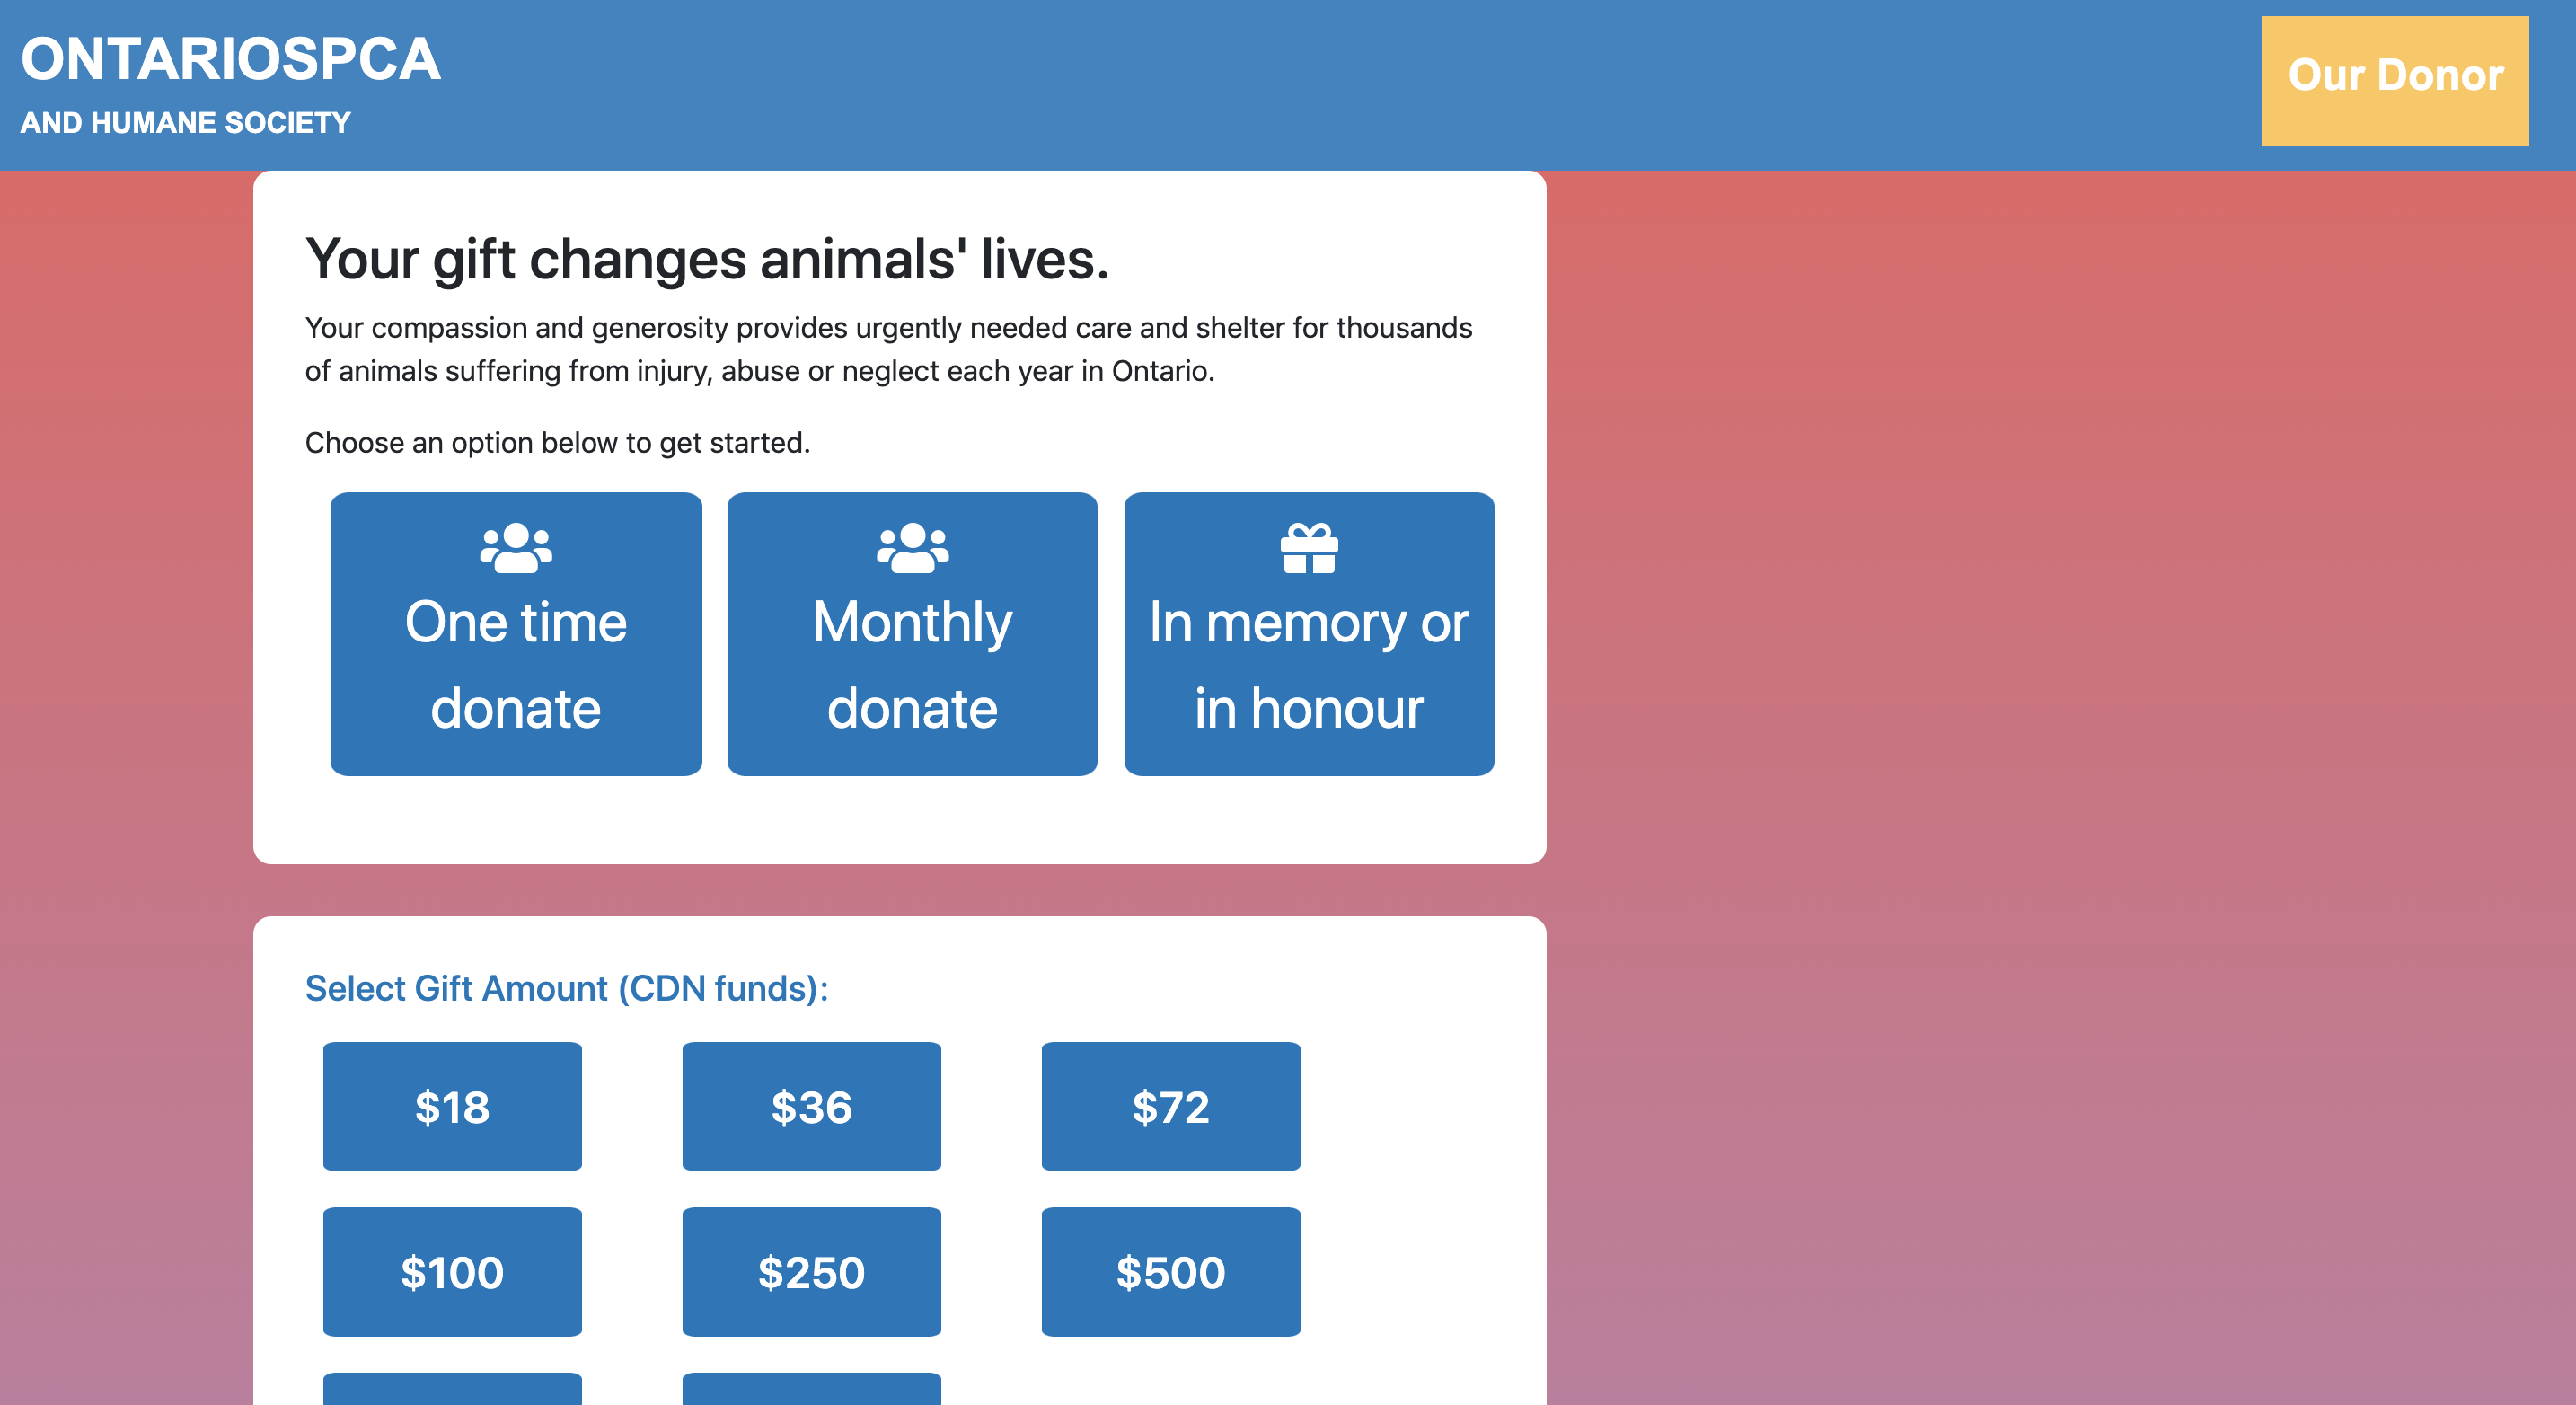 ONTARIOSPCA
AND HUMANE SOCIETY
Our Donor
Your gift changes animals' lives.
Your compassion and generosity provides urgently needed care and shelter for thousands
of animals suffering from injury, abuse or neglect each year in Ontario.
Choose an option below to get started.
One time
donate
Monthly
donate
In memory or
in honour
Select Gift Amount (CDN funds):
$18
$36
$72
$100
$250
$500